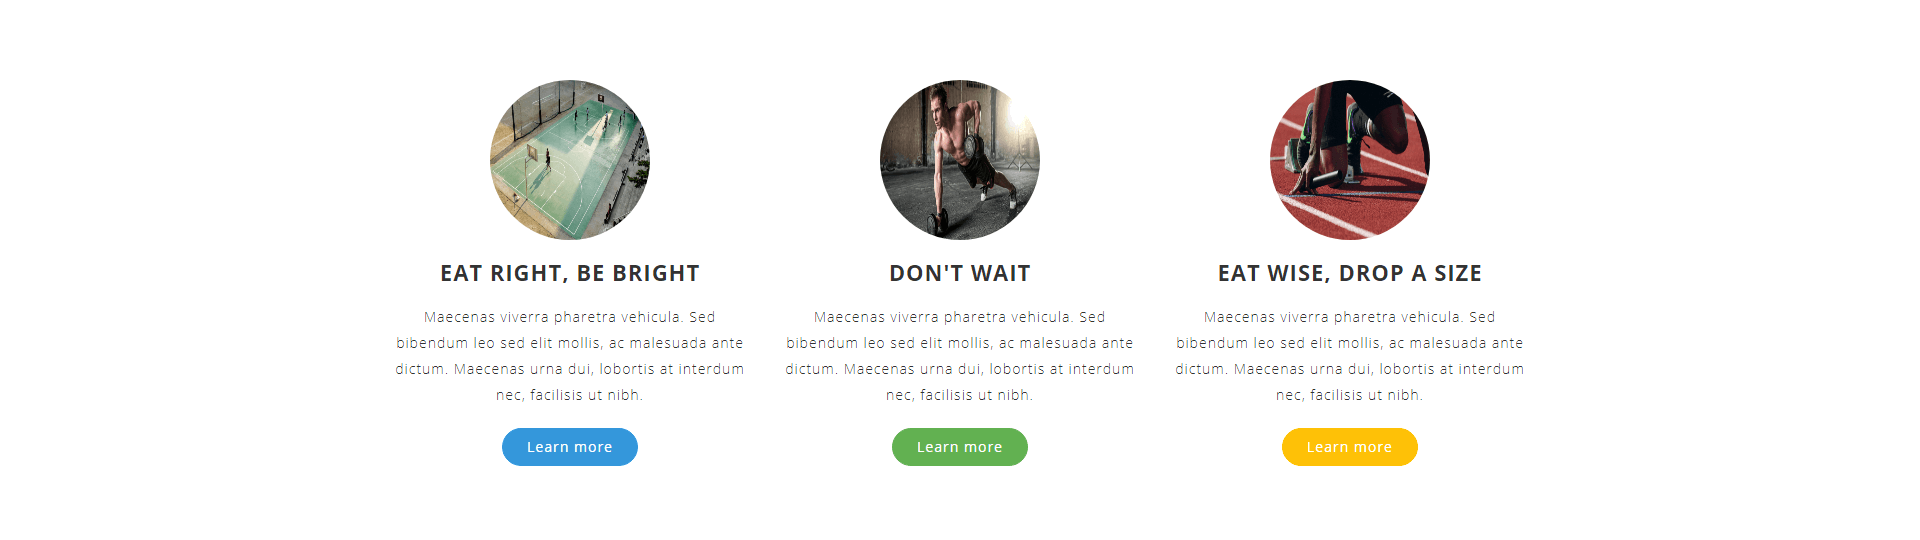 EAT RIGHT, BE BRIGHT
Maecenas viverra pharetra vehicula. Sed
bibendum leo sed elit mollis, ac malesuada ante
dictum. Maecenas urna dui, lobortis at interdum
nec, facilisis ut nibh.
Learn more
DON'T WAIT
Maecenas viverra pharetra vehicula. Sed
bibendum leo sed elit mollis, ac malesuada ante
dictum. Maecenas urna dui, lobortis at interdum
nec, facilisis ut nibh.
Learn more
EAT WISE, DROP A SIZE
Maecenas viverra pharetra vehicula. Sed
bibendum leo sed elit mollis, ac malesuada ante
dictum. Maecenas urna dui, lobortis at interdum
nec, facilisis ut nibh.
Learn more